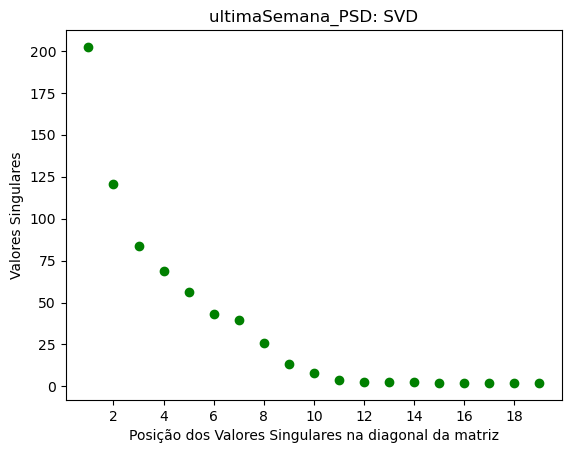 ultimaSemana_PSD: SVD
Valores Singulares
200
175
150
125
100
75
50
25
0
2 4 6 8 10 12 14 16 18
Posição dos Valores Singulares na diagonal da matriz